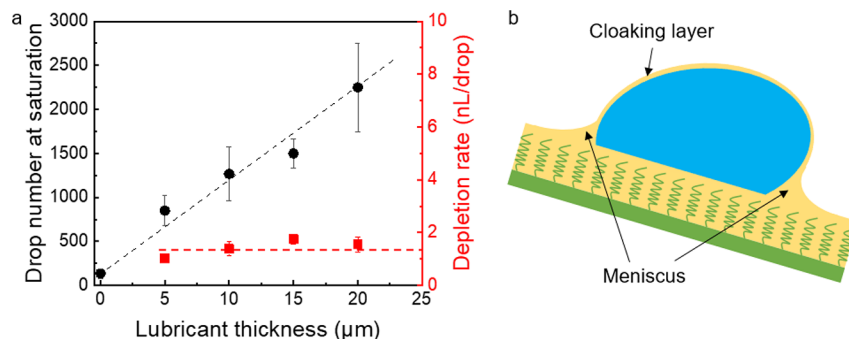 a
3000
2500
2000
1500
1000
500
0
Drop number at saturation
0
5
10
15
20
25
Lubricant thickness (μm)
10
8
6
4
2
0
Depletion rate (nL/drop)
b
Cloaking layer
Meniscus